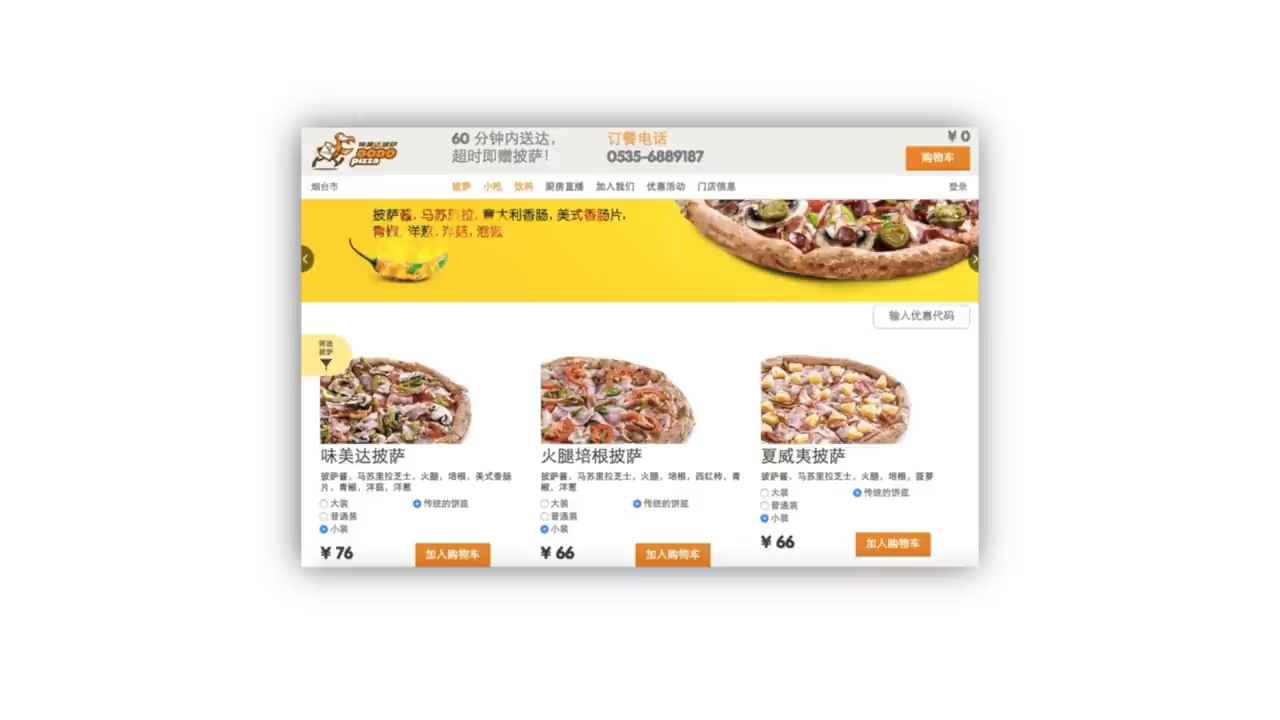 味美达披萨
DODO
pizza
60 分钟内送达,
超时即赠披萨!
订餐电话
0535-6889187
¥ 0
购物车
烟台市
披萨 小吃 饮料 厨房直播 加入我们 优惠活动 门店信息
登录
披萨酱, 马苏里拉, 意大利香肠, 美式香肠片,
青椒, 洋葱, 洋菇, 泡椒
输入优惠代码
筛选
披萨
味美达披萨
披萨酱, 马苏里拉芝士, 火腿, 培根, 美式香肠
片, 青椒, 洋菇, 洋葱
大装
传统的饼底
普通装
小装
¥ 76
加入购物车
火腿培根披萨
披萨酱, 马苏里拉芝士, 火腿, 培根, 西红柿, 青
椒, 洋葱
大装
传统的饼底
普通装
小装
¥ 66
加入购物车
夏威夷披萨
披萨酱, 马苏里拉芝士, 火腿, 培根, 菠萝
大装
传统的饼底
普通装
小装
¥ 66
加入购物车